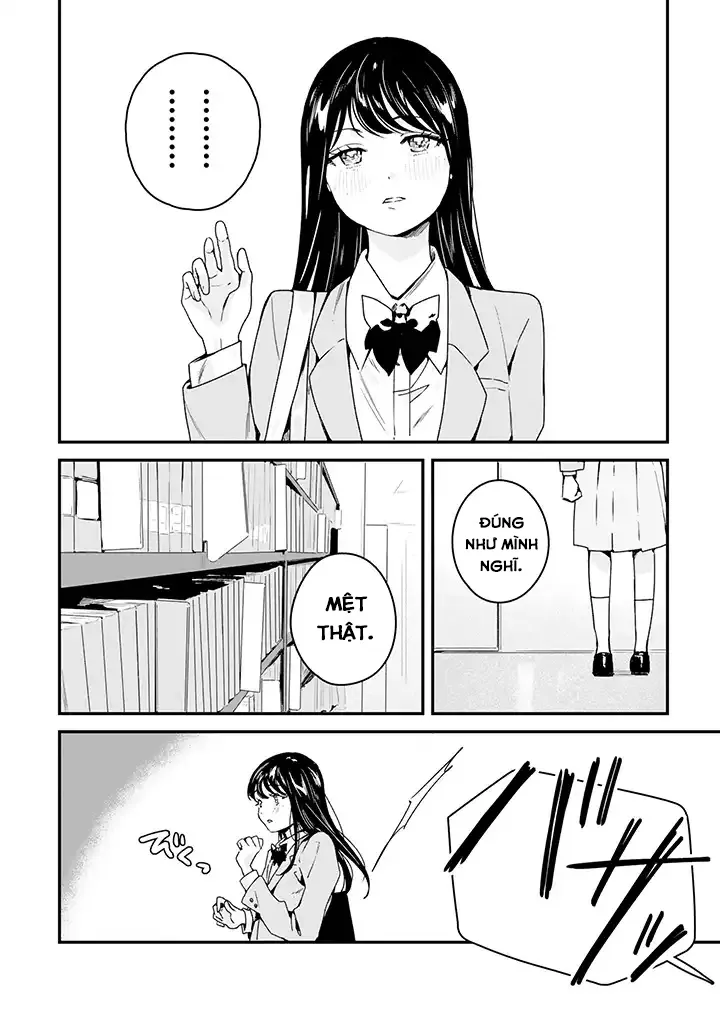 ⋮⋮
ĐÚNG
NHƯ MÌNH
NGHĨ.
MỆT
THẬT.
びくっ